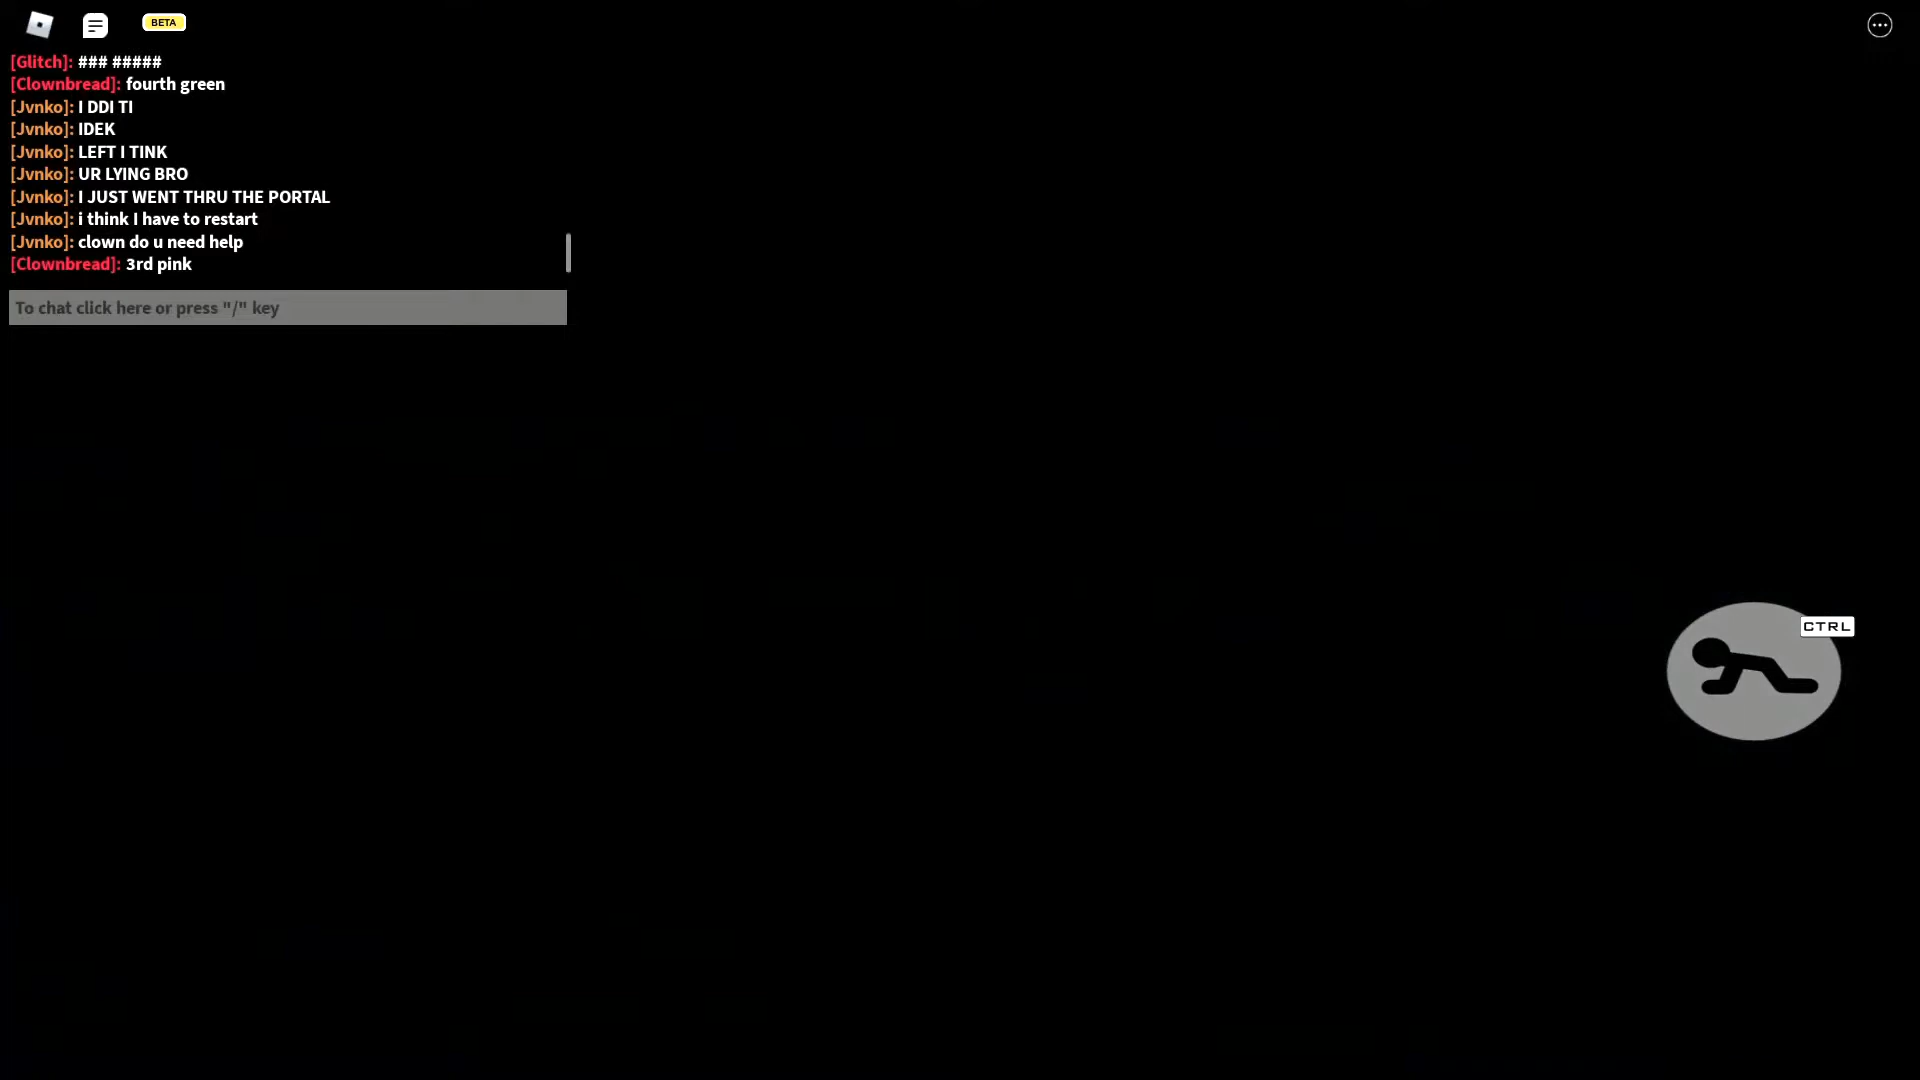 BETA
[Glitch]: ### #####
[Clownbread]: fourth green
[Jvnko]: I DDI TI
[Jvnko]: IDEK
[Jvnko]: LEFT I TINK
[Jvnko]: UR LYING BRO
[Jvnko]: I JUST WENT THRU THE PORTAL
[Jvnko]: i think I have to restart
[Jvnko]: clown do u need help
[Clownbread]: 3rd pink
To chat click here or press "/" key
CTRL